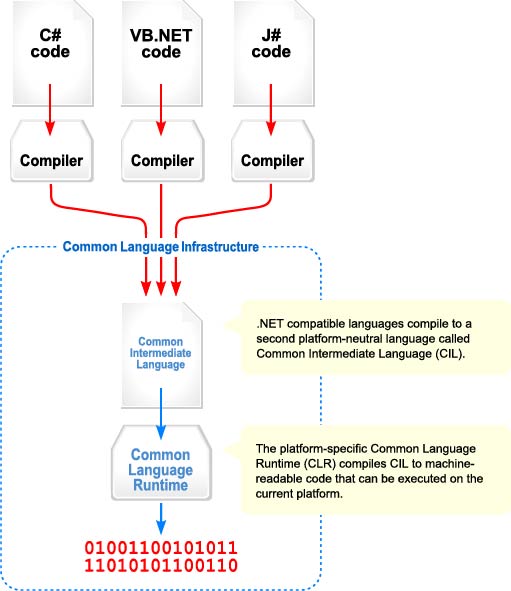 C# code
VB.NET code
J# code
Compiler
Compiler
Compiler
Common Language Infrastructure
Common
Intermediate
Language
.NET compatible languages compile to a
second platform-neutral language called
Common Intermediate Language (CIL).
Common
Language
Runtime
The platform-specific Common Language
Runtime (CLR) compiles CIL to machine-
readable code that can be executed on the
current platform.
01001100101011
11010101100110